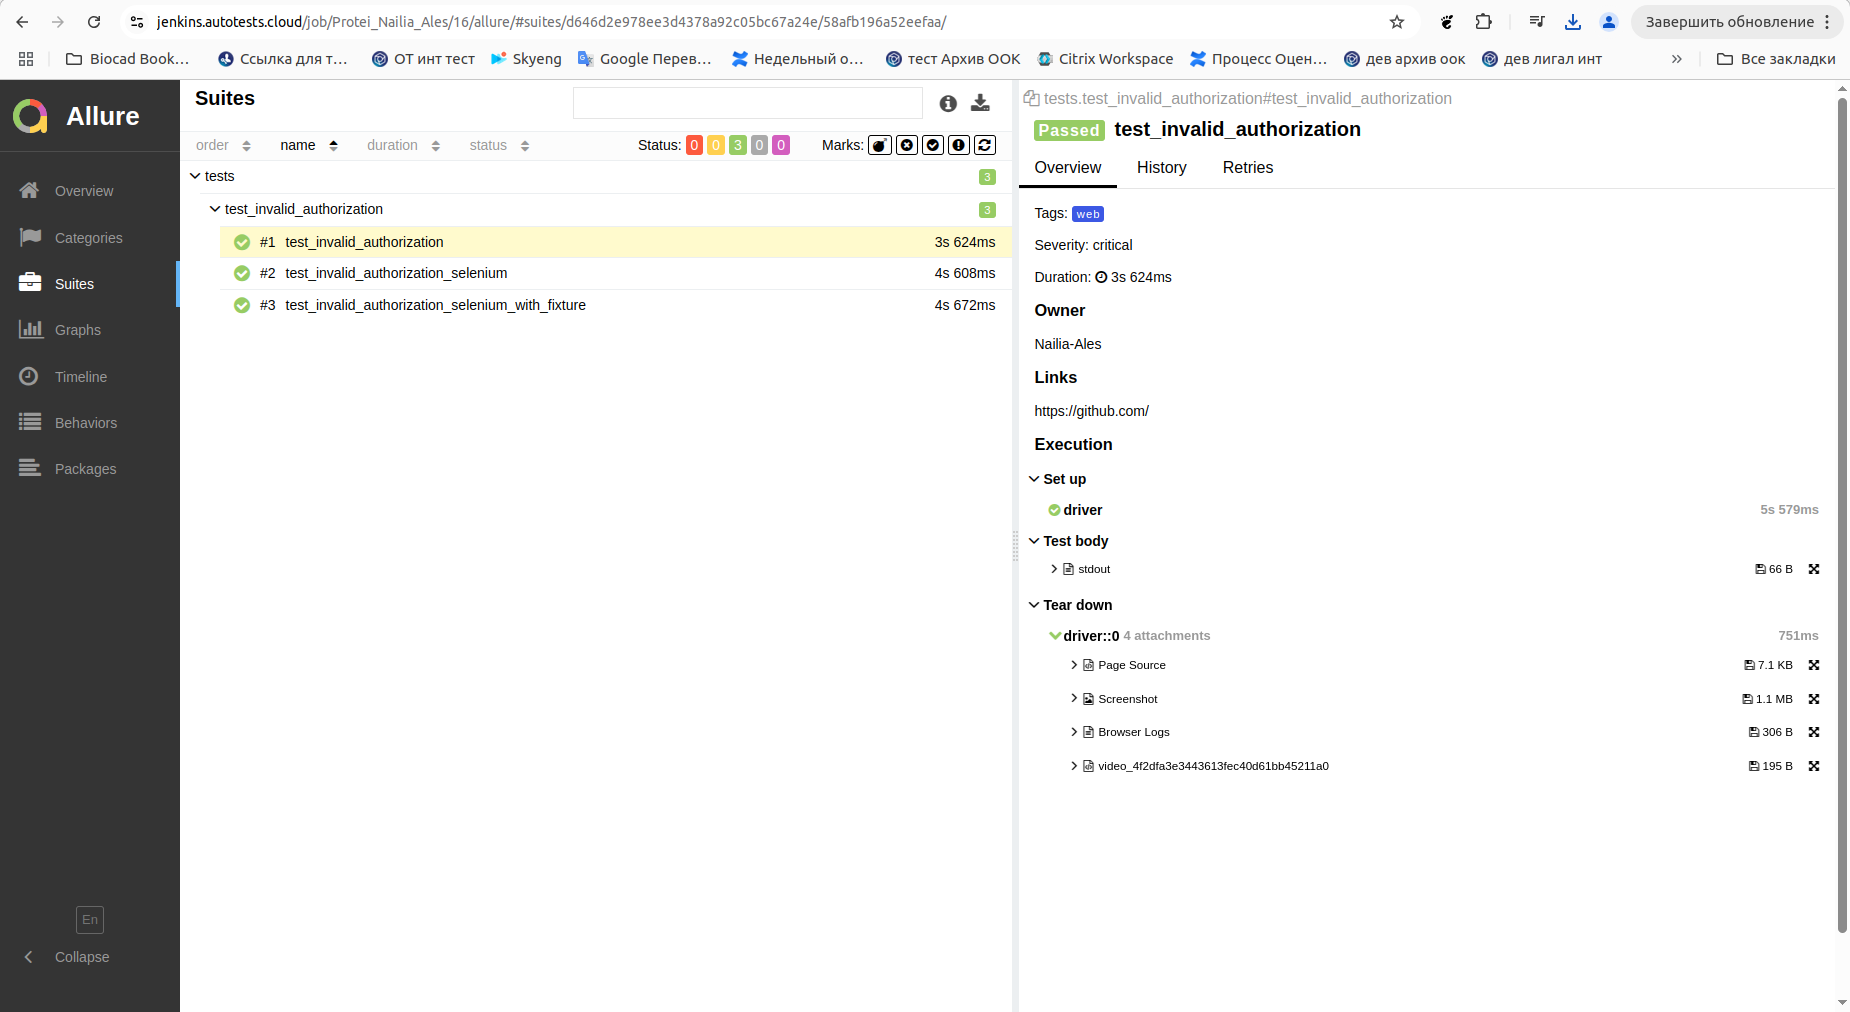 jenkins.autotests.cloud/job/Protei_Nailia_Ales/16/allure/#suites/d646d2e978ee3d4378a92c05bc67a24e/58afb196a52eefaa/
Завершить обновление
Biocad Book...
Ссылка для т...
ОТ инт тест
Skyeng
Google Перев...
Недельный о...
тест Архив ООК
Citrix Workspace
Процесс Оцен...
дев архив оок
дев лигал инт
Все закладки
Allure
Overview
Categories
Suites
Graphs
Timeline
Behaviors
Packages
En
Collapse
Suites
order name duration status
Status: 0 0 3 0 0 Marks:
tests 3
test_invalid_authorization 3
#1 test_invalid_authorization 3s 624ms
#2 test_invalid_authorization_selenium 4s 608ms
#3 test_invalid_authorization_selenium_with_fixture 4s 672ms
tests.test_invalid_authorization#test_invalid_authorization
Passed test_invalid_authorization
Overview History Retries
Tags: web
Severity: critical
Duration: 3s 624ms
Owner
Nailia-Ales
Links
https://github.com/
Execution
Set up
driver 5s 579ms
Test body
stdout 66 B
Tear down
driver::0 4 attachments 751ms
Page Source 7.1 KB
Screenshot 1.1 MB
Browser Logs 306 B
video_4f2dfa3e3443613fec40d61bb45211a0 195 B